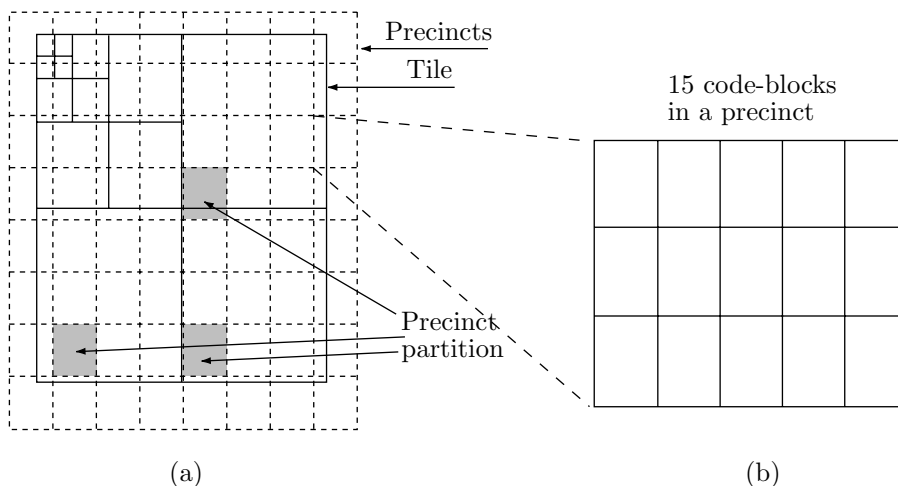 Precincts
Tile
15 code-blocks
in a precinct
Precinct
partition
(a)
(b)